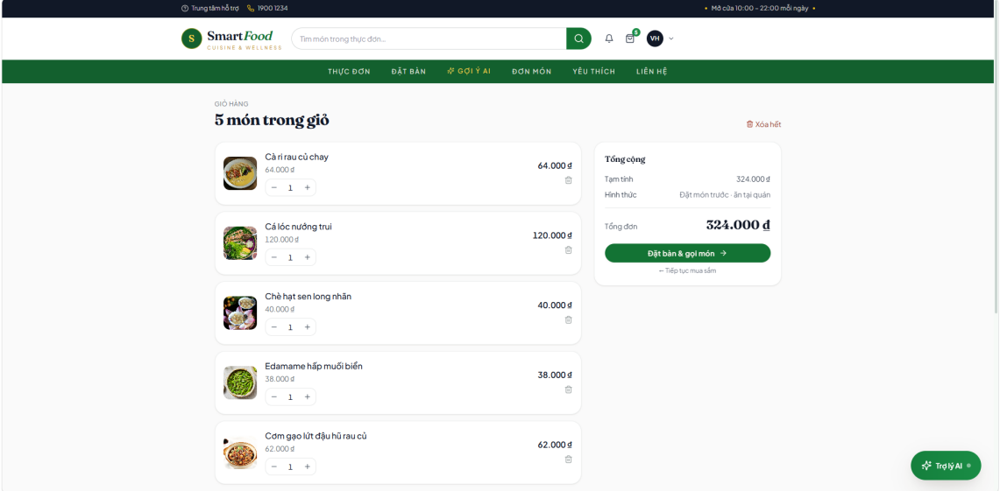 Trung tâm hỗ trợ 1900 1234
• Mở cửa 10:00 – 22:00 mỗi ngày •
S SmartFood
CUISINE & WELLNESS
Tìm món trong thực đơn...
5
VH
THỰC ĐƠN ĐẶT BÀN GỢI Ý AI ĐƠN MÓN YÊU THÍCH LIÊN HỆ
GIỎ HÀNG
5 món trong giỏ
Xóa hết
Cà ri rau củ chay
64.000 ₫
− 1 +
64.000 ₫
Cá lóc nướng trui
120.000 ₫
− 1 +
120.000 ₫
Chè hạt sen long nhãn
40.000 ₫
− 1 +
40.000 ₫
Edamame hấp muối biển
38.000 ₫
− 1 +
38.000 ₫
Cơm gạo lứt đậu hũ rau củ
62.000 ₫
− 1 +
62.000 ₫
Tổng cộng
Tạm tính 324.000 ₫
Hình thức Đặt món trước · ăn tại quán
Tổng đơn 324.000 ₫
Đặt bàn & gọi món →
← Tiếp tục mua sắm
Trợ lý AI